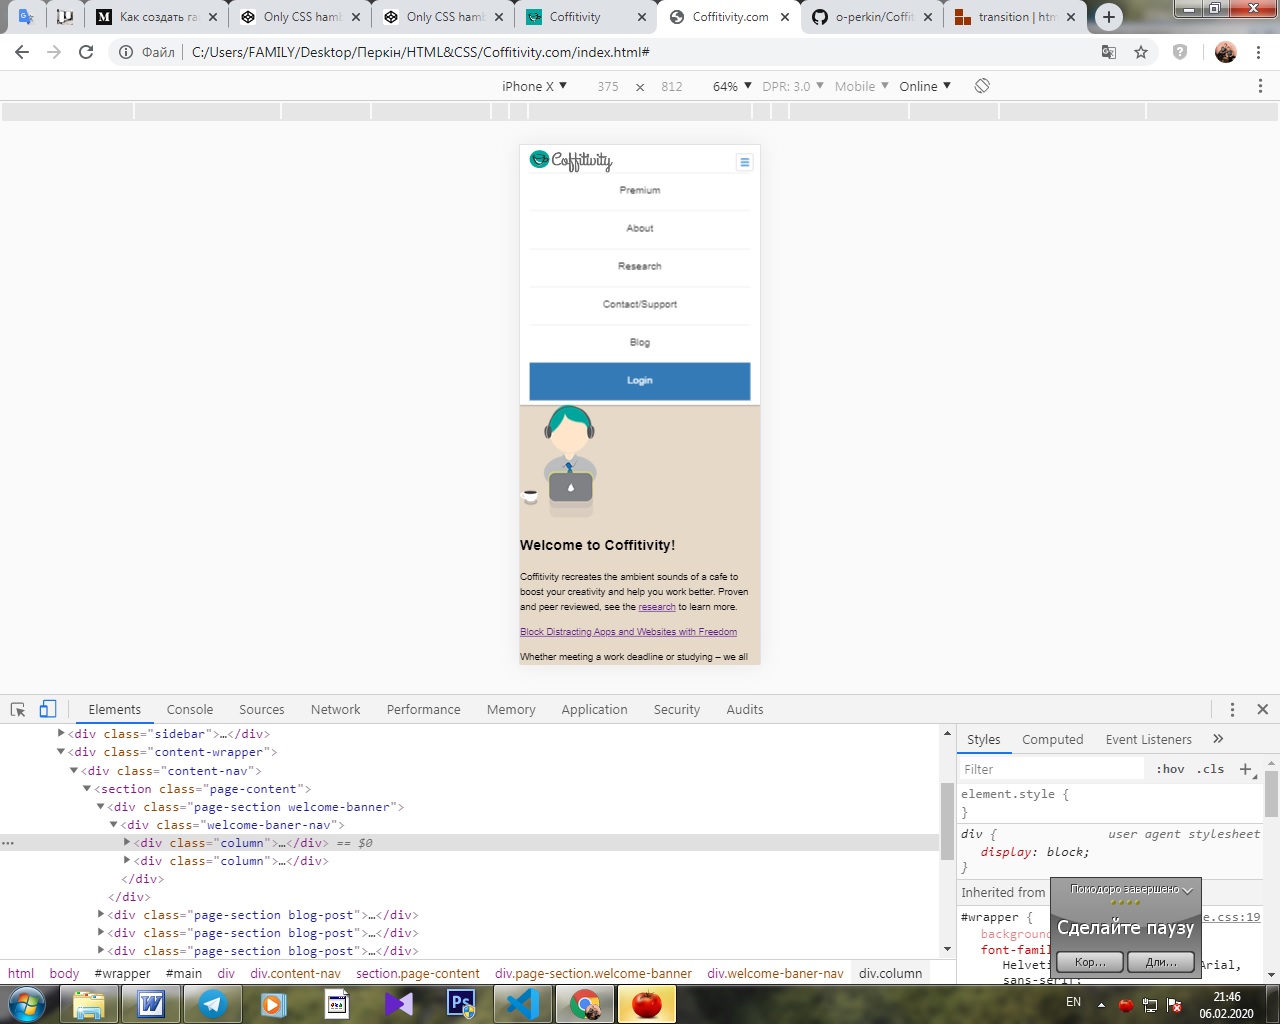 Как создать га
Only CSS hamb
Only CSS hamb
Coffitivity
Coffitivity.com
o-perkin/Coffit
transition | htm
Файл | C:/Users/FAMILY/Desktop/Перкін/HTML&CSS/Coffitivity.com/index.html#
iPhone X ▼ 375 × 812 64% ▼ DPR: 3.0 ▼ Mobile ▼ Online ▼
Coffitivity
Premium
About
Research
Contact/Support
Blog
Login
Welcome to Coffitivity!
Coffitivity recreates the ambient sounds of a cafe to
boost your creativity and help you work better. Proven
and peer reviewed, see the research to learn more.
Block Distracting Apps and Websites with Freedom
Whether meeting a work deadline or studying – we all
Elements Console Sources Network Performance Memory Application Security Audits
▶<div class="sidebar">…</div>
▼<div class="content-wrapper">
▼<div class="content-nav">
▼<section class="page-content">
▼<div class="page-section welcome-banner">
▼<div class="welcome-baner-nav">
▶<div class="column">…</div> == $0
▶<div class="column">…</div>
</div>
</div>
▶<div class="page-section blog-post">…</div>
▶<div class="page-section blog-post">…</div>
▶<div class="page-section blog-post">…</div>
html body #wrapper #main div div.content-nav section.page-content div.page-section.welcome-banner div.welcome-baner-nav div.column
Styles Computed Event Listeners »
Filter :hov .cls +
element.style {
}
div { user agent stylesheet
display: block;
}
Inherited from
#wrapper { e.css:19
background
font-famil
Helveti Arial,
sans-serif;
Помодоро завершено
Сделайте паузу
Кор... Дли...
EN
21:46
06.02.2020